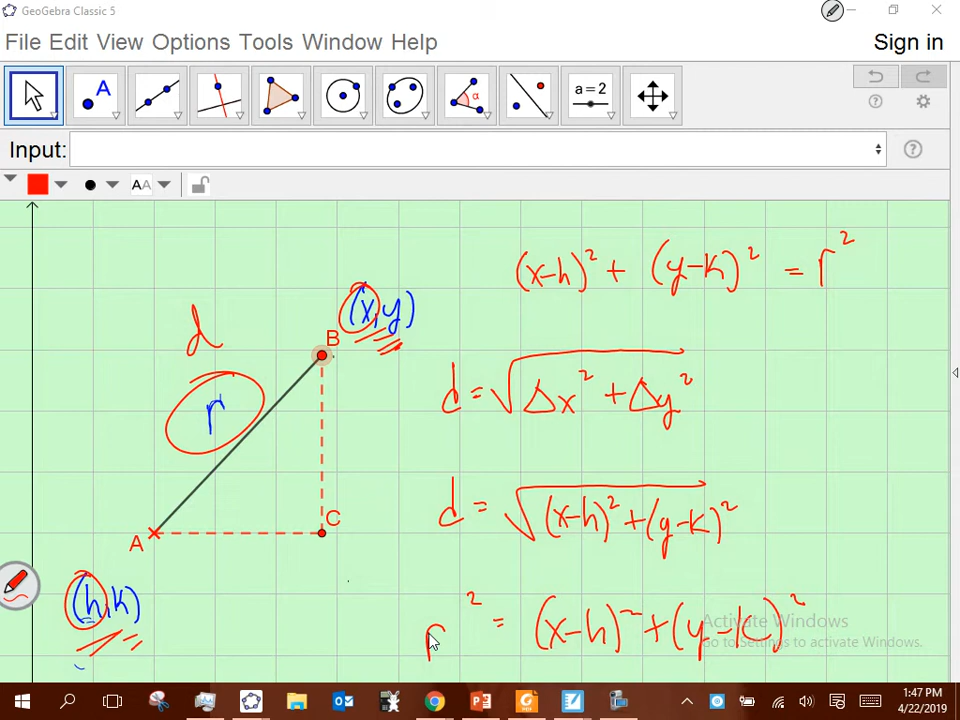 GeoGebra Classic 5
File Edit View Options Tools Window Help
Sign in
A
α
a = 2
Input:
AA
(x-h)² + (y-k)² = r²
d
(x,y)
B
r
d = √Δx² + Δy²
d = √(x-h)² + (y-k)²
C
A
(h,k)
r² = (x-h)² + (y-k)²
Activate Windows
Go to Settings to activate Windows.
1:47 PM
4/22/2019